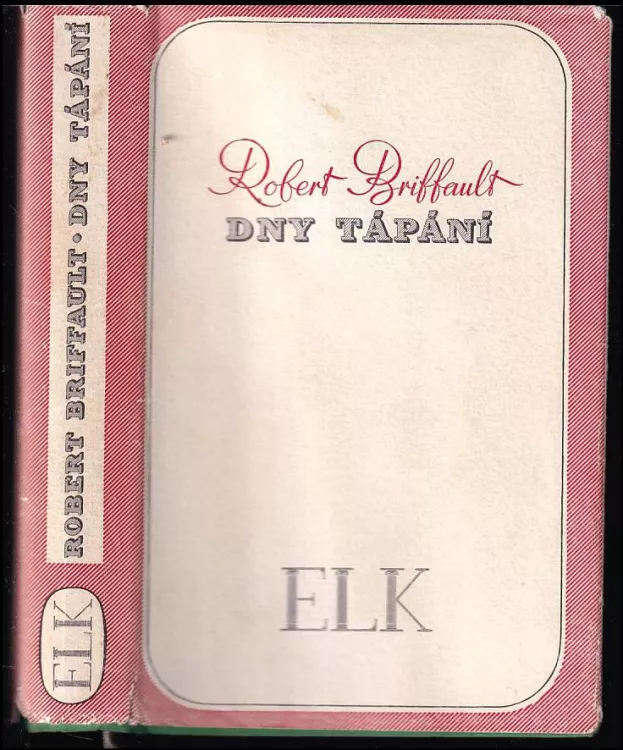 ROBERT BRIFFAULT · DNY TÁPÁNÍ
ELK
Robert Briffault
DNY TÁPÁNÍ
ELK